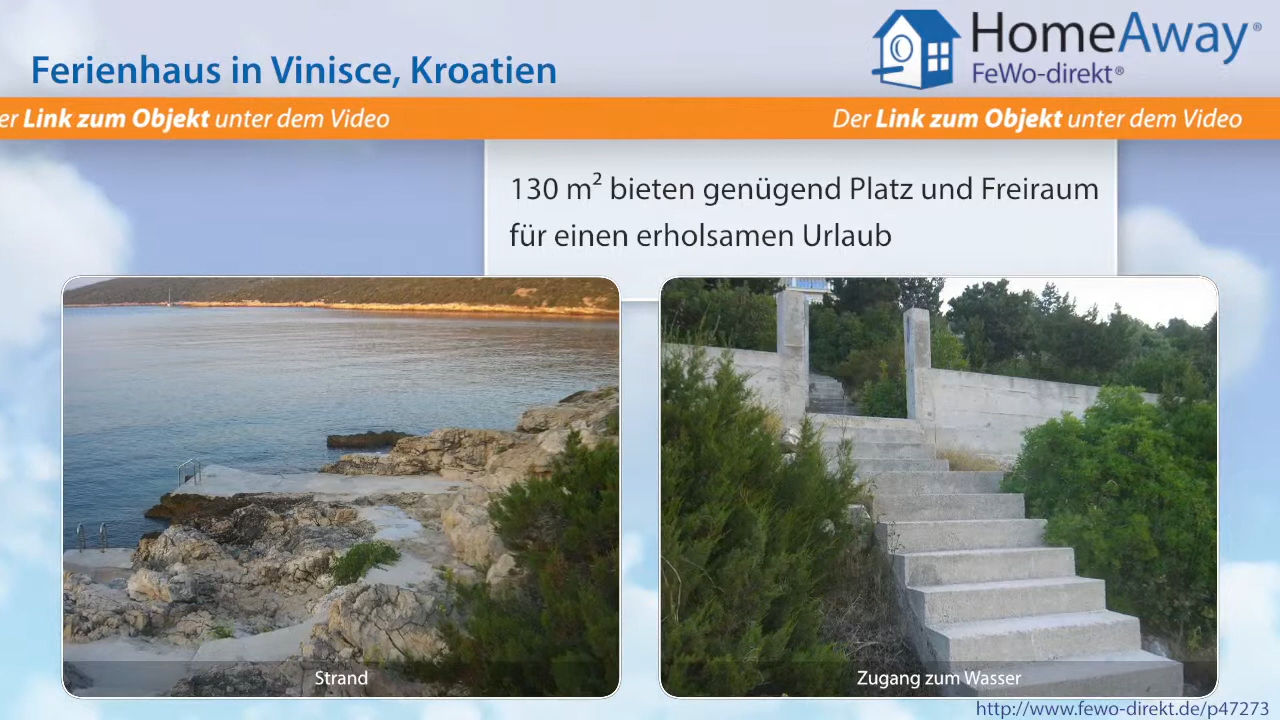 Ferienhaus in Vinisce, Kroatien
HomeAway®
FeWo-direkt®
er Link zum Objekt unter dem Video
Der Link zum Objekt unter dem Video
130 m² bieten genügend Platz und Freiraum
für einen erholsamen Urlaub
Strand
Zugang zum Wasser
http://www.fewo-direkt.de/p47273